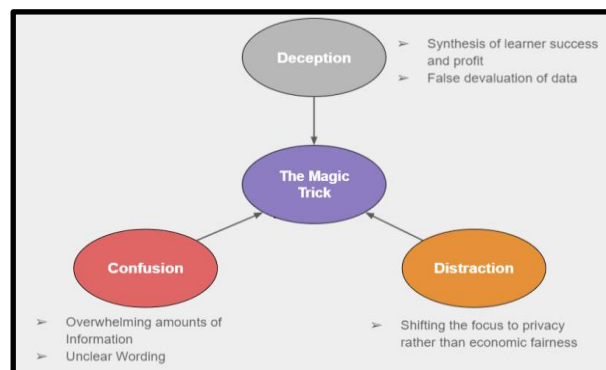 Deception
➢ Synthesis of learner success
and profit
➢ False devaluation of data
The Magic
Trick
Confusion
Distraction
➢ Overwhelming amounts of
Information
➢ Unclear Wording
➢ Shifting the focus to privacy
rather than economic fairness